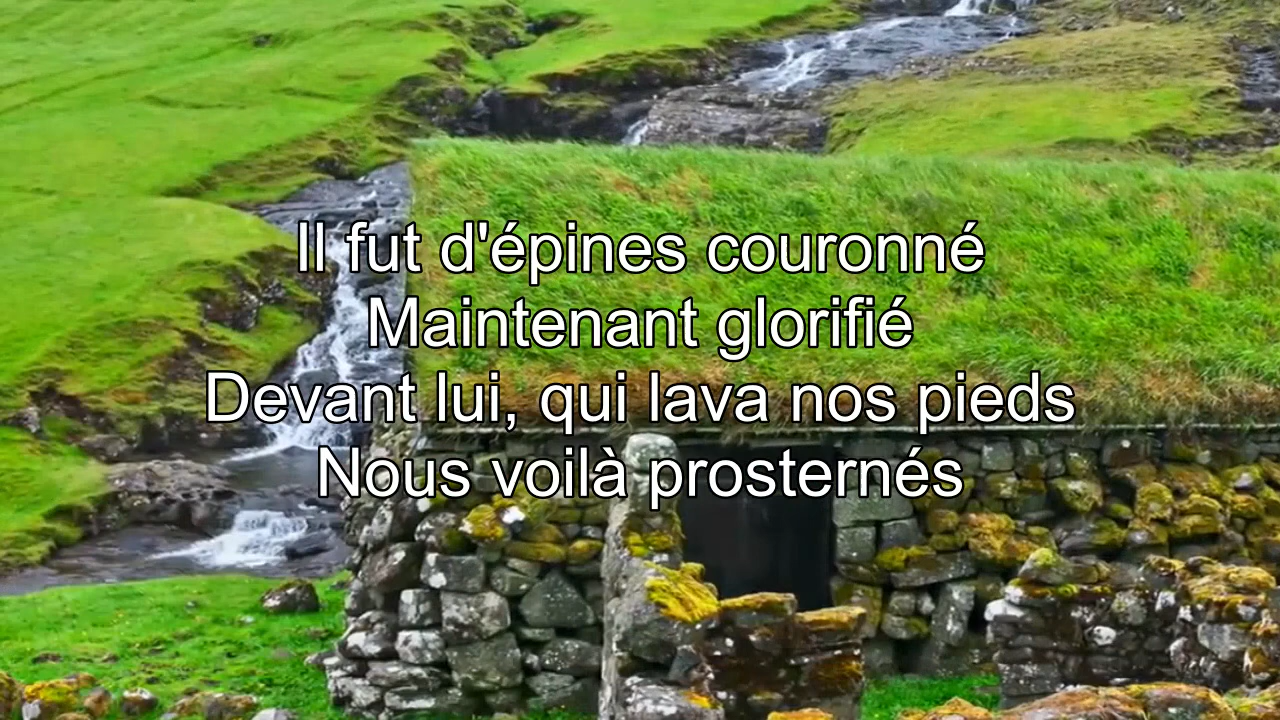 Il fut d'épines couronné
Maintenant glorifié
Devant lui, qui lava nos pieds
Nous voilà prosternés